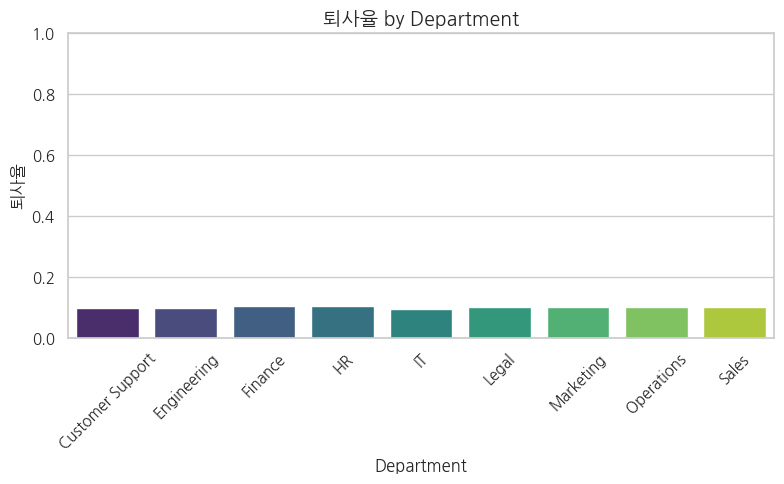 퇴사율 by Department
퇴사율
1.0
0.8
0.6
0.4
0.2
0.0
Customer Support
Engineering
Finance
HR
IT
Legal
Marketing
Operations
Sales
Department